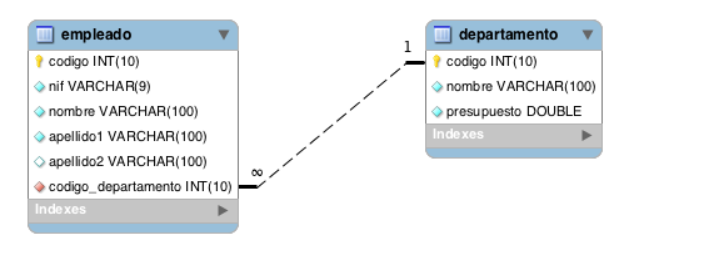 empleado
codigo INT(10)
nif VARCHAR(9)
nombre VARCHAR(100)
apellido1 VARCHAR(100)
apellido2 VARCHAR(100)
codigo_departamento INT(10)
Indexes
∞
1
departamento
codigo INT(10)
nombre VARCHAR(100)
presupuesto DOUBLE
Indexes